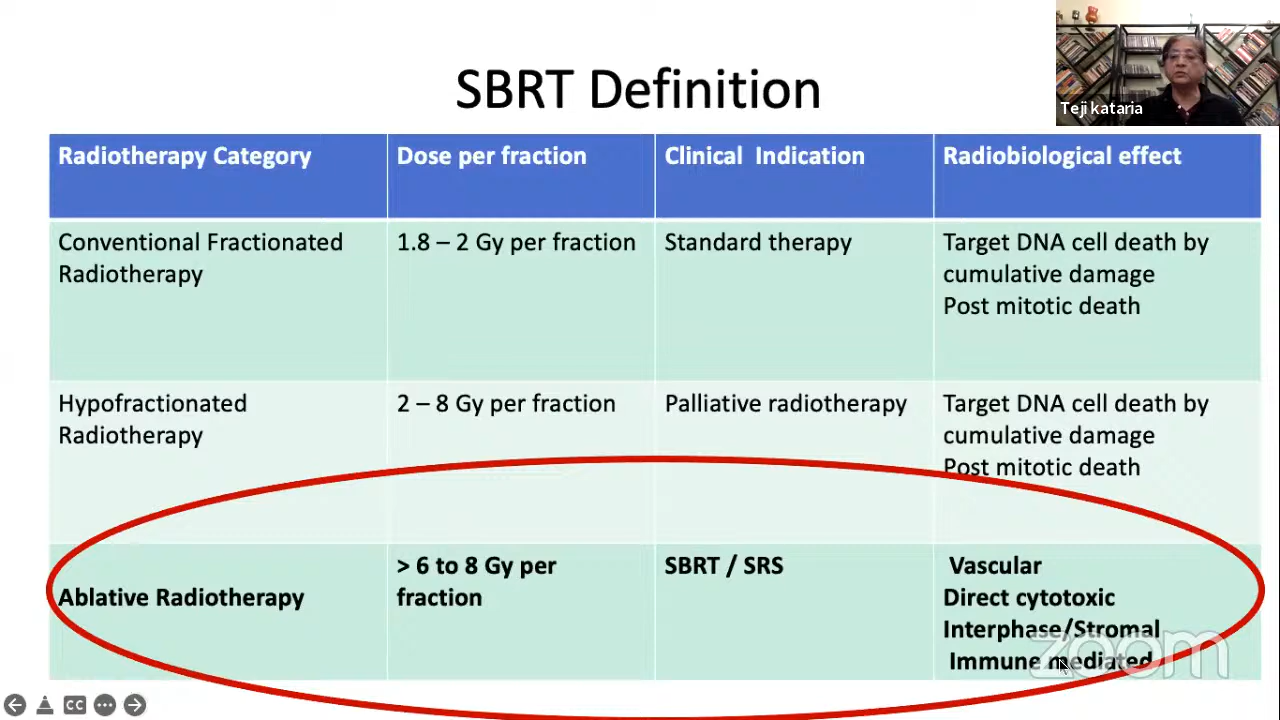 SBRT Definition
Teji kataria
Radiotherapy Category
Dose per fraction
Clinical Indication
Radiobiological effect
Conventional Fractionated
Radiotherapy
1.8 – 2 Gy per fraction
Standard therapy
Target DNA cell death by
cumulative damage
Post mitotic death
Hypofractionated
Radiotherapy
2 – 8 Gy per fraction
Palliative radiotherapy
Target DNA cell death by
cumulative damage
Post mitotic death
Ablative Radiotherapy
> 6 to 8 Gy per
fraction
SBRT / SRS
Vascular
Direct cytotoxic
Interphase/Stromal
Immune mediated
zoom
CC